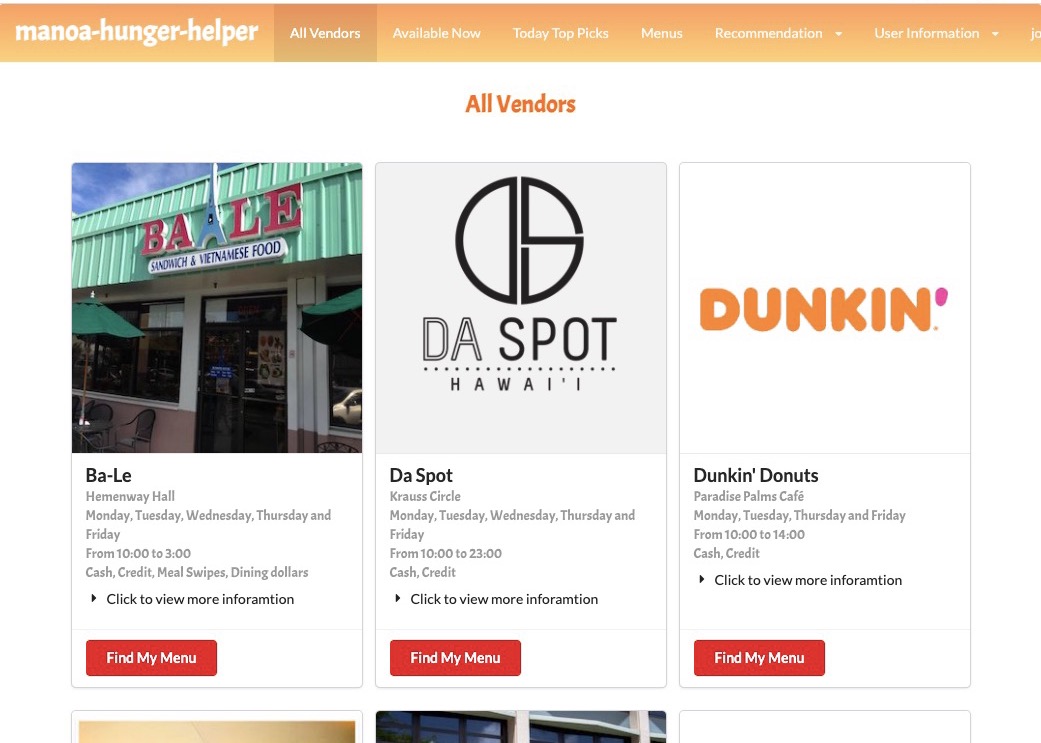 manoa-hunger-helper
All Vendors
Available Now
Today Top Picks
Menus
Recommendation
User Information
jo
All Vendors
BA LE
SANDWICH & VIETNAMESE FOOD
DA SPOT
HAWAI'I
DUNKIN'
Ba-Le
Hemenway Hall
Monday, Tuesday, Wednesday, Thursday and
Friday
From 10:00 to 3:00
Cash, Credit, Meal Swipes, Dining dollars
Click to view more inforamtion
Find My Menu
Da Spot
Krauss Circle
Monday, Tuesday, Wednesday, Thursday and
Friday
From 10:00 to 23:00
Cash, Credit
Click to view more inforamtion
Find My Menu
Dunkin' Donuts
Paradise Palms Café
Monday, Tuesday, Thursday and Friday
From 10:00 to 14:00
Cash, Credit
Click to view more inforamtion
Find My Menu